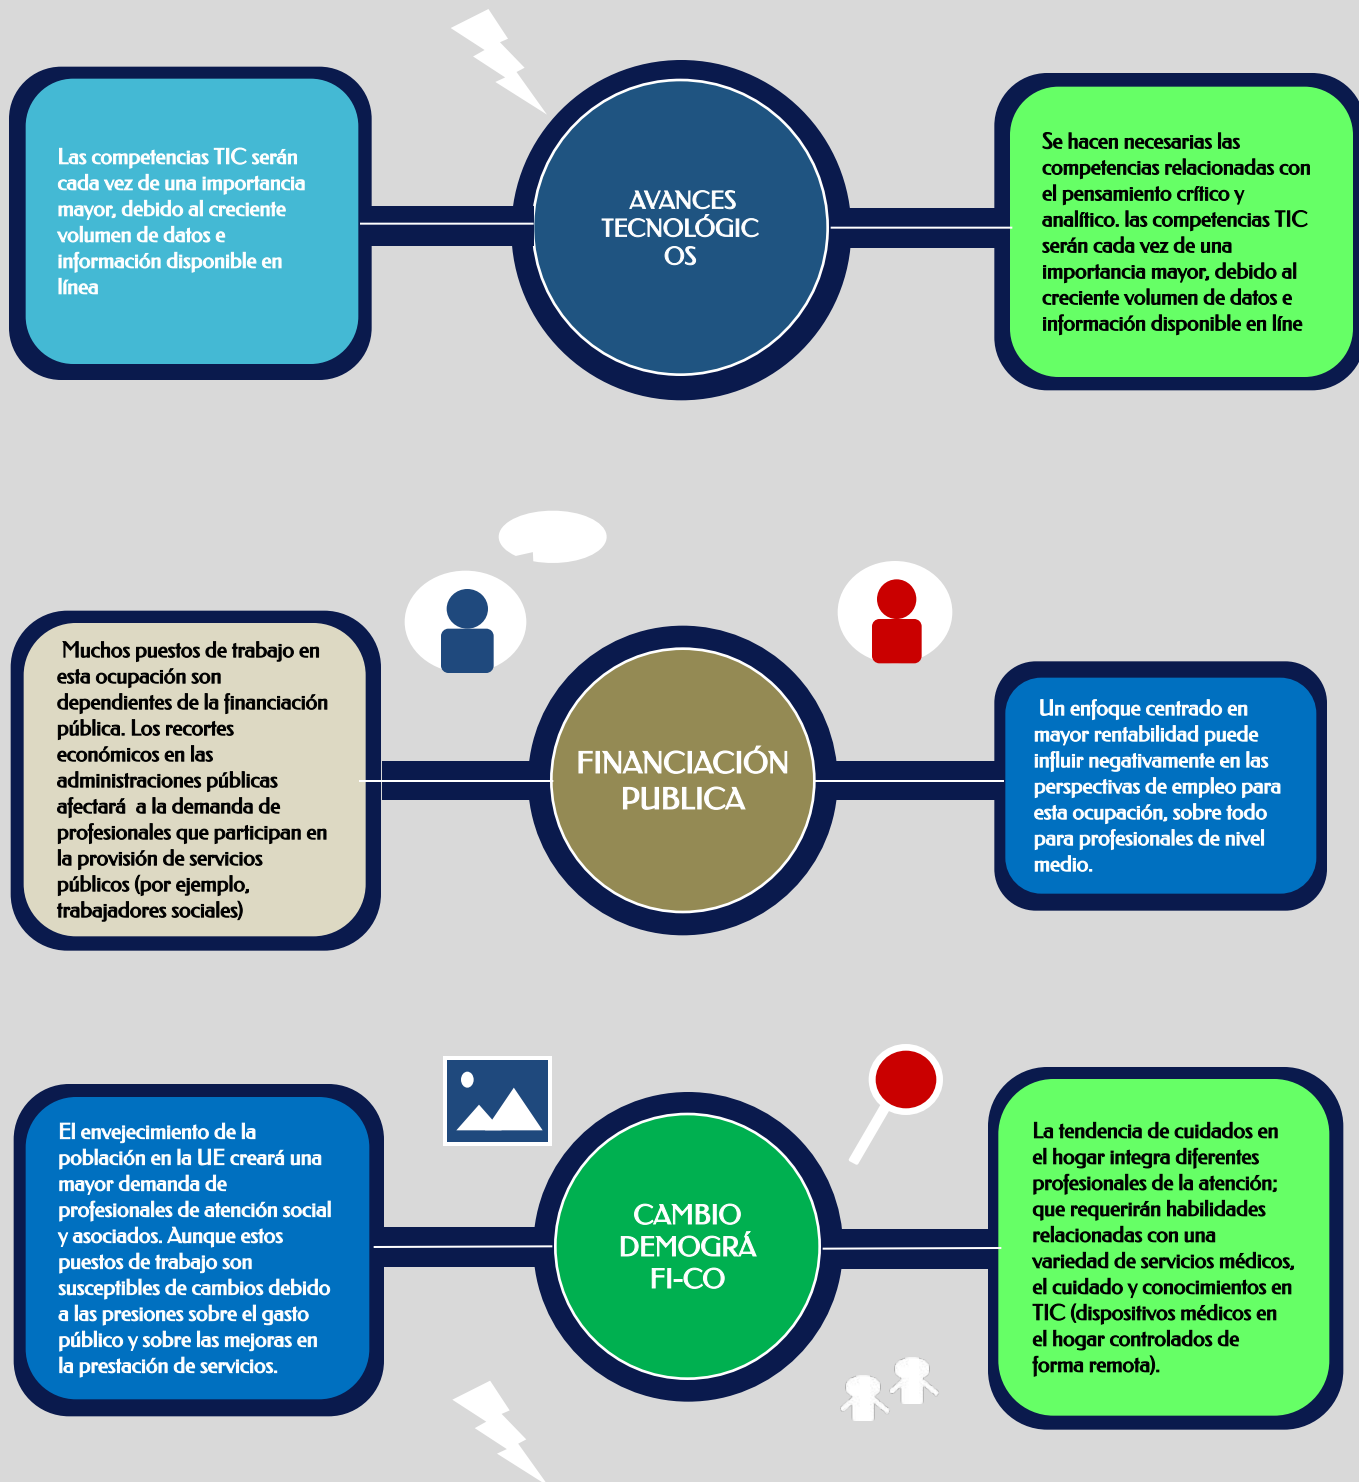 Las competencias TIC serán
cada vez de una importancia
mayor, debido al creciente
volumen de datos e
información disponible en
línea
AVANCES
TECNOLÓGIC
OS
Se hacen necesarias las
competencias relacionadas con
el pensamiento crítico y
analítico. las competencias TIC
serán cada vez de una
importancia mayor, debido al
creciente volumen de datos e
información disponible en líne
Muchos puestos de trabajo en
esta ocupación son
dependientes de la financiación
pública. Los recortes
económicos en las
administraciones públicas
afectará  a la demanda de
profesionales que participan en
la provisión de servicios
públicos (por ejemplo,
trabajadores sociales)
FINANCIACIÓN
PUBLICA
Un enfoque centrado en
mayor rentabilidad puede
influir negativamente en las
perspectivas de empleo para
esta ocupación, sobre todo
para profesionales de nivel
medio.
El envejecimiento de la
población en la UE creará una
mayor demanda de
profesionales de atención social
y asociados. Aunque estos
puestos de trabajo son
susceptibles de cambios debido
a las presiones sobre el gasto
público y sobre las mejoras en
la prestación de servicios.
CAMBIO
DEMOGRÁ
FI-CO
La tendencia de cuidados en
el hogar integra diferentes
profesionales de la atención;
que requerirán habilidades
relacionadas con una
variedad de servicios médicos,
el cuidado y conocimientos en
TIC (dispositivos médicos en
el hogar controlados de
forma remota).